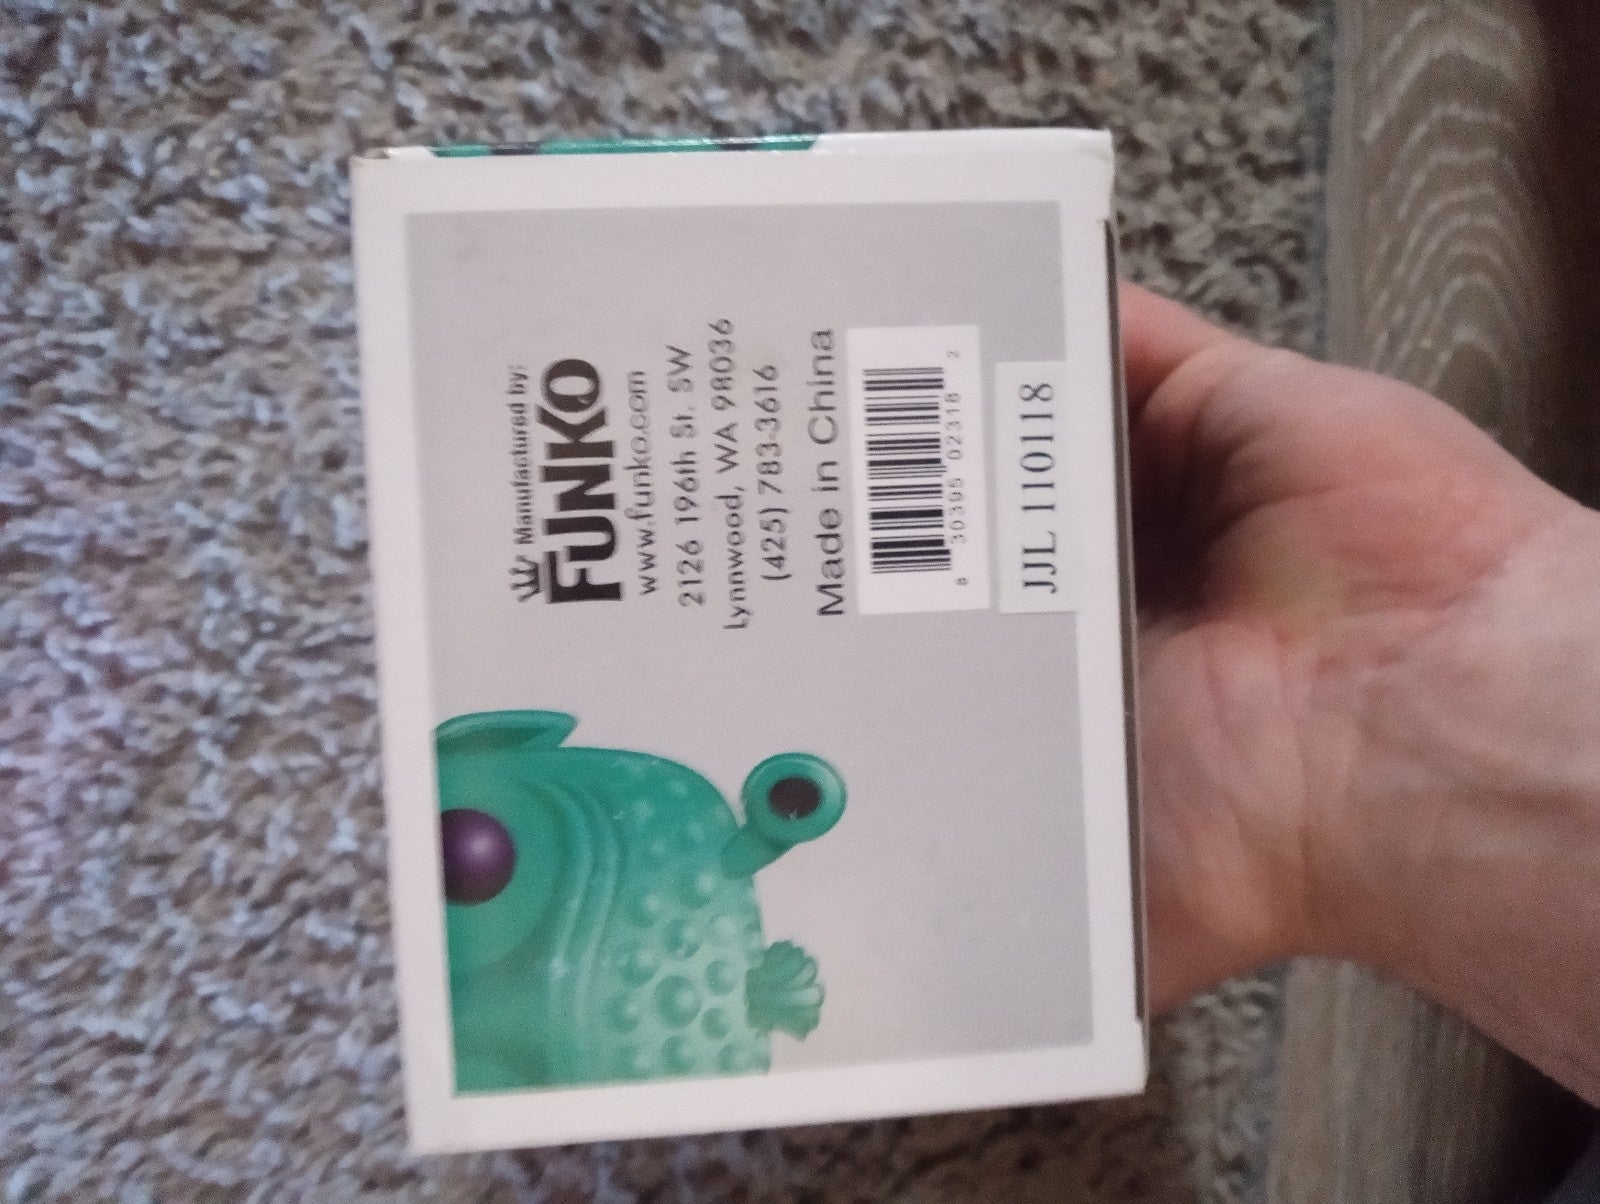 Manufactured by:
FUNKO
www.funko.com
2126 196th St. SW
Lynnwood, WA 98036
(425) 783-3616
Made in China
8 30395 02318 2
JJL 110118